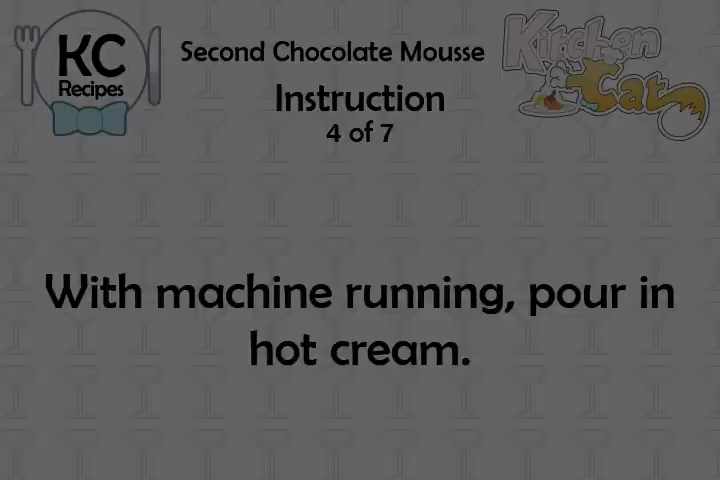 KC
Recipes
Second Chocolate Mousse
Instruction
4 of 7
Kitchen
Cat
With machine running, pour in
hot cream.